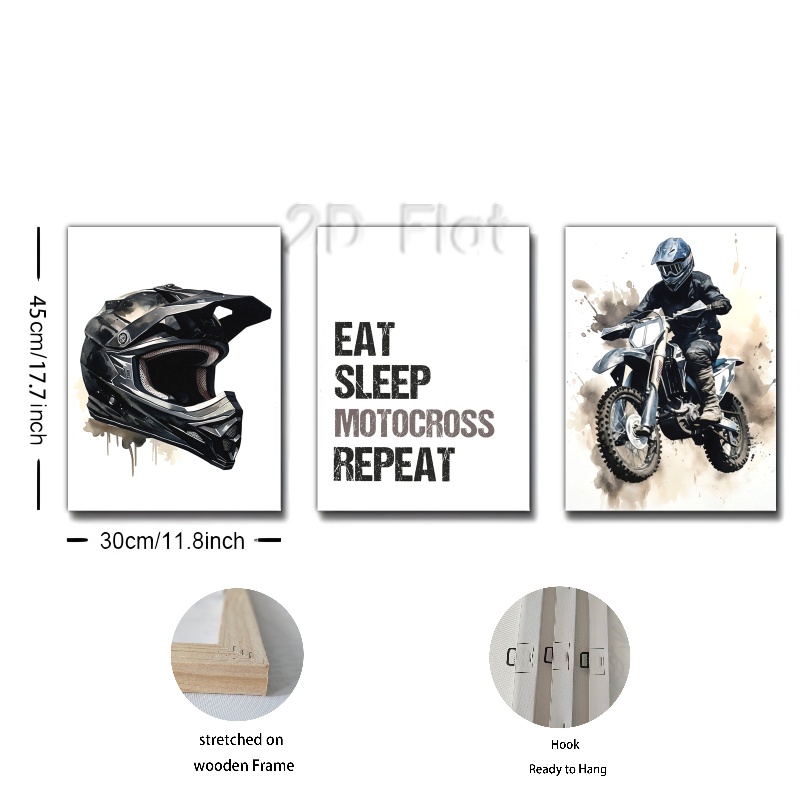 2D Flat
45cm/17.7inch
EAT
SLEEP
MOTOCROSS
REPEAT
30cm/11.8inch
stretched on
wooden Frame
Hook
Ready to Hang